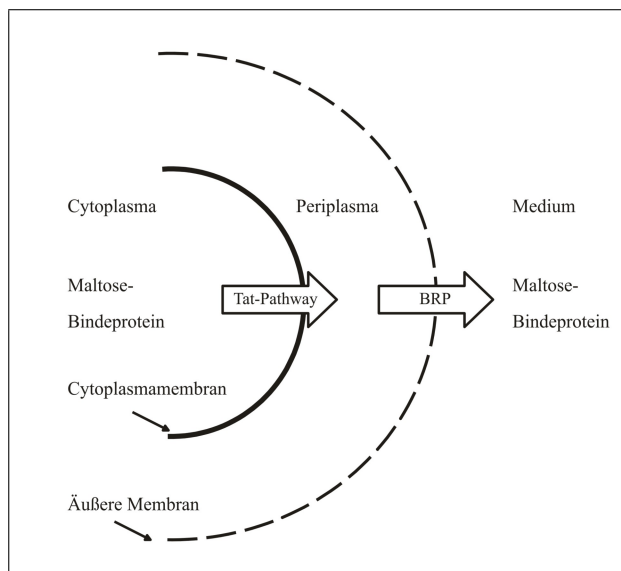 Cytoplasma
Periplasma
Medium
Maltose-
Bindeprotein
Tat-Pathway
BRP
Maltose-
Bindeprotein
Cytoplasmamembran
Äußere Membran